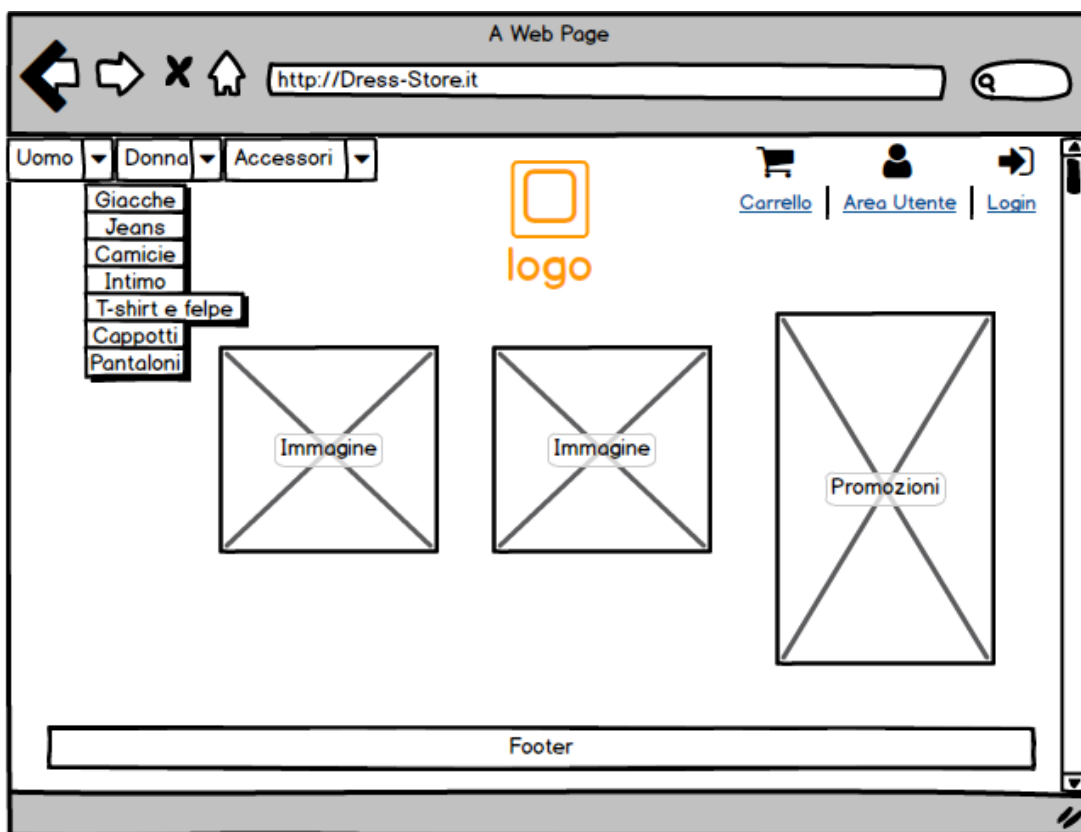 A Web Page
http://Dress-Store.it
Uomo Donna Accessori
Carrello Area Utente Login
Giacche
Jeans
Camicie
Intimo
T-shirt e felpe
Cappotti
Pantaloni
logo
Immagine Immagine Promozioni
Footer